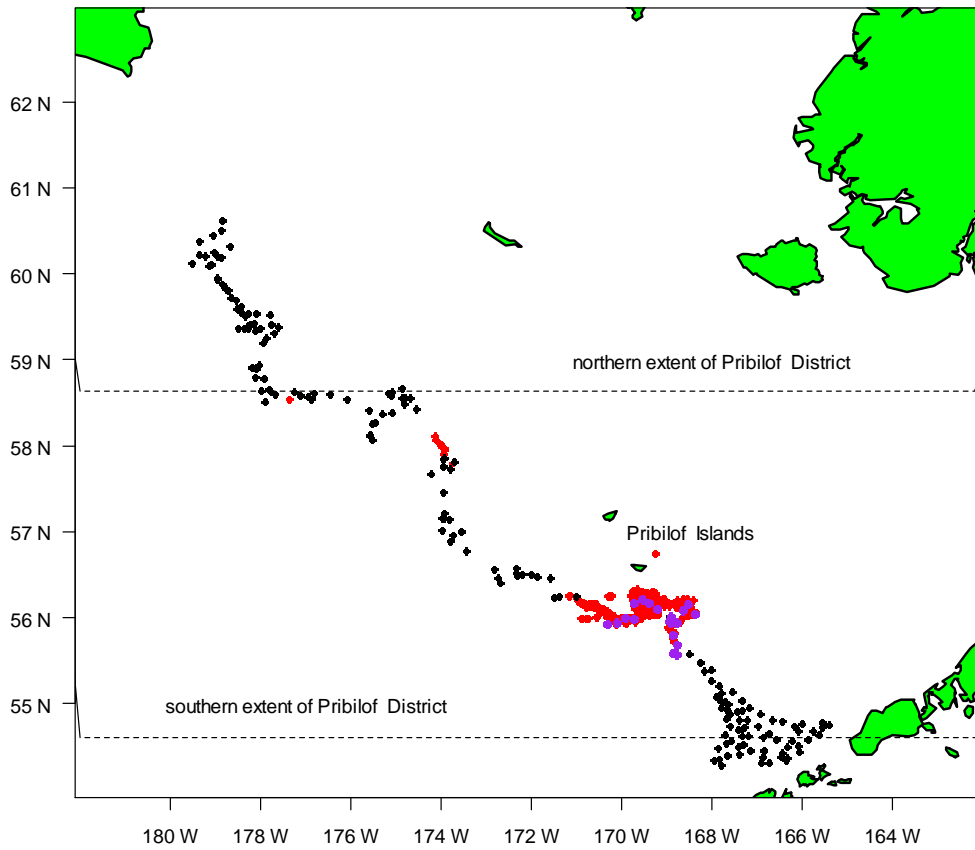 62 N
61 N
60 N
59 N
northern extent of Pribilof District
58 N
57 N
Pribilof Islands
56 N
55 N
southern extent of Pribilof District
180 W 178 W 176 W 174 W 172 W 170 W 168 W 166 W 164 W